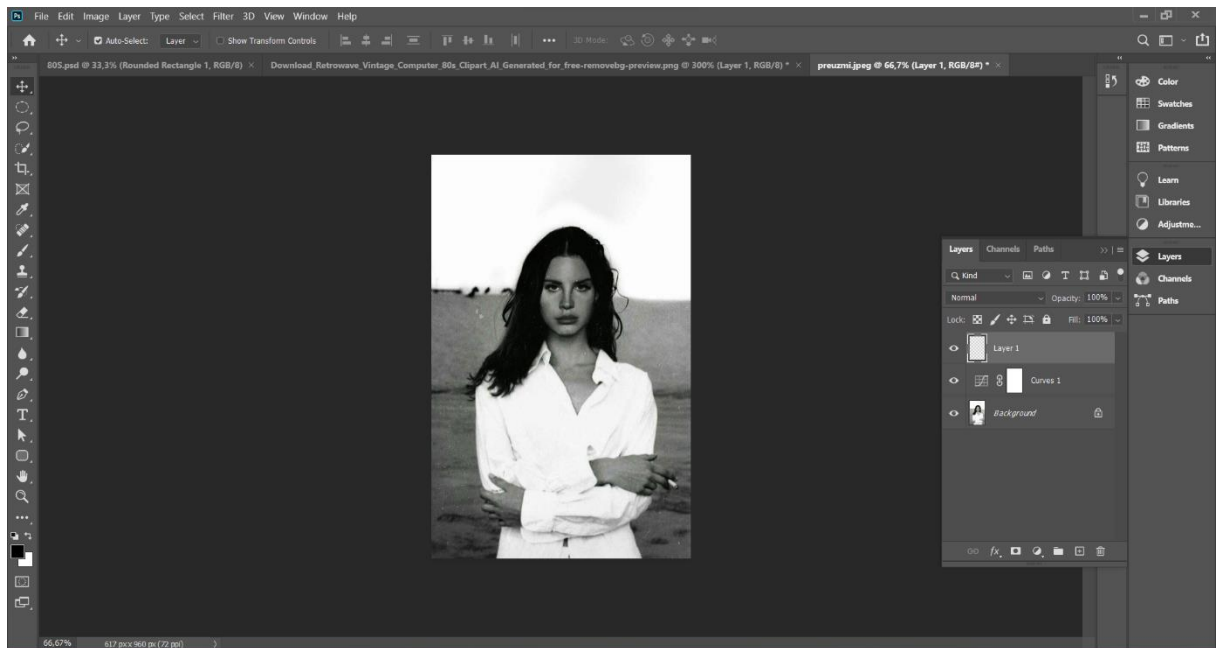 Ps File Edit Image Layer Type Select Filter 3D View Window Help
Auto-Select: Layer Show Transform Controls 3D Mode:
805.psd @ 33,3% (Rounded Rectangle 1, RGB/8) × Download_Retrowave_Vintage_Computer_80s_Clipart_AI_Generated_for_free-removebg-preview.png @ 300% (Layer 1, RGB/8) * × preuzmi.jpeg @ 66,7% (Layer 1, RGB/8#) * ×
Color
Swatches
Gradients
Patterns
Learn
Libraries
Adjustme...
Layers
Channels
Paths
Layers Channels Paths
Kind
Normal Opacity: 100%
Lock: Fill: 100%
Layer 1
Curves 1
Background
fx
66,67% 617 px x 960 px (72 ppi)